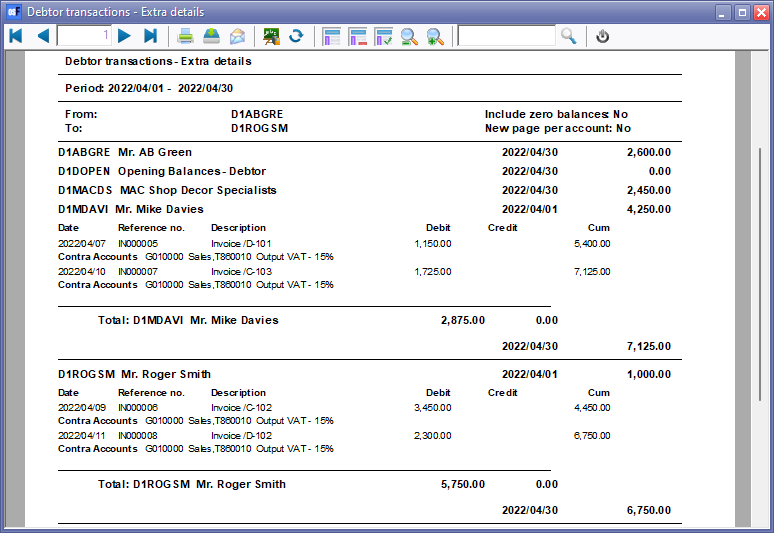 Debtor transactions - Extra details
1
Debtor transactions - Extra details
Period: 2022/04/01 - 2022/04/30
From: D1ABGRE Include zero balances: No
To: D1ROGSM New page per account: No
D1ABGRE Mr. AB Green 2022/04/30 2,600.00
D1DOPEN Opening Balances - Debtor 2022/04/30 0.00
D1MACDS MAC Shop Decor Specialists 2022/04/30 2,450.00
D1MDAVI Mr. Mike Davies 2022/04/01 4,250.00
Date Reference no. Description Debit Credit Cum
2022/04/07 IN000005 Invoice /D-101 1,150.00 5,400.00
Contra Accounts G010000 Sales,T860010 Output VAT - 15%
2022/04/10 IN000007 Invoice /C-103 1,725.00 7,125.00
Contra Accounts G010000 Sales,T860010 Output VAT - 15%
Total: D1MDAVI Mr. Mike Davies 2,875.00 0.00
2022/04/30 7,125.00
D1ROGSM Mr. Roger Smith 2022/04/01 1,000.00
Date Reference no. Description Debit Credit Cum
2022/04/09 IN000006 Invoice /C-102 3,450.00 4,450.00
Contra Accounts G010000 Sales,T860010 Output VAT - 15%
2022/04/11 IN000008 Invoice /D-102 2,300.00 6,750.00
Contra Accounts G010000 Sales,T860010 Output VAT - 15%
Total: D1ROGSM Mr. Roger Smith 5,750.00 0.00
2022/04/30 6,750.00